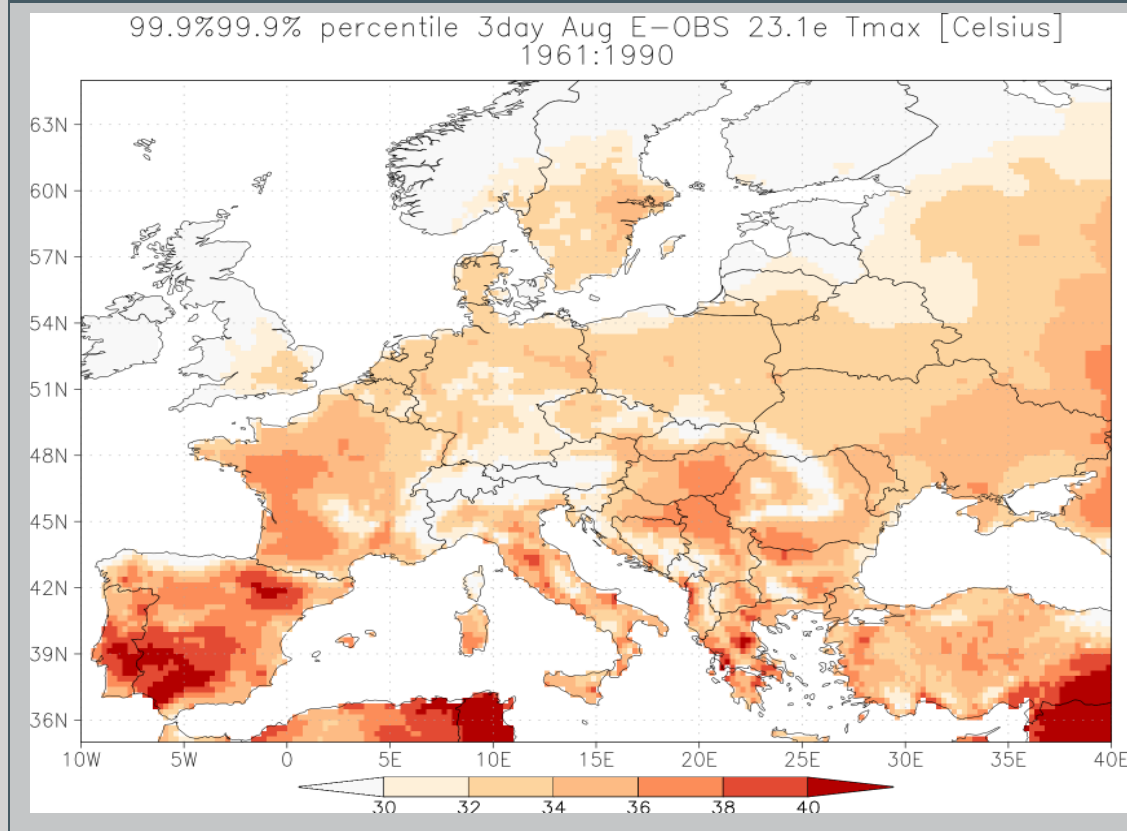 99.9%99.9% percentile 3day Aug E-OBS 23.1e Tmax [Celsius]
1961:1990
63N
60N
57N
54N
51N
48N
45N
42N
39N
36N
10W 5W 0 5E 10E 15E 20E 25E 30E 35E 40E
30 32 34 36 38 40